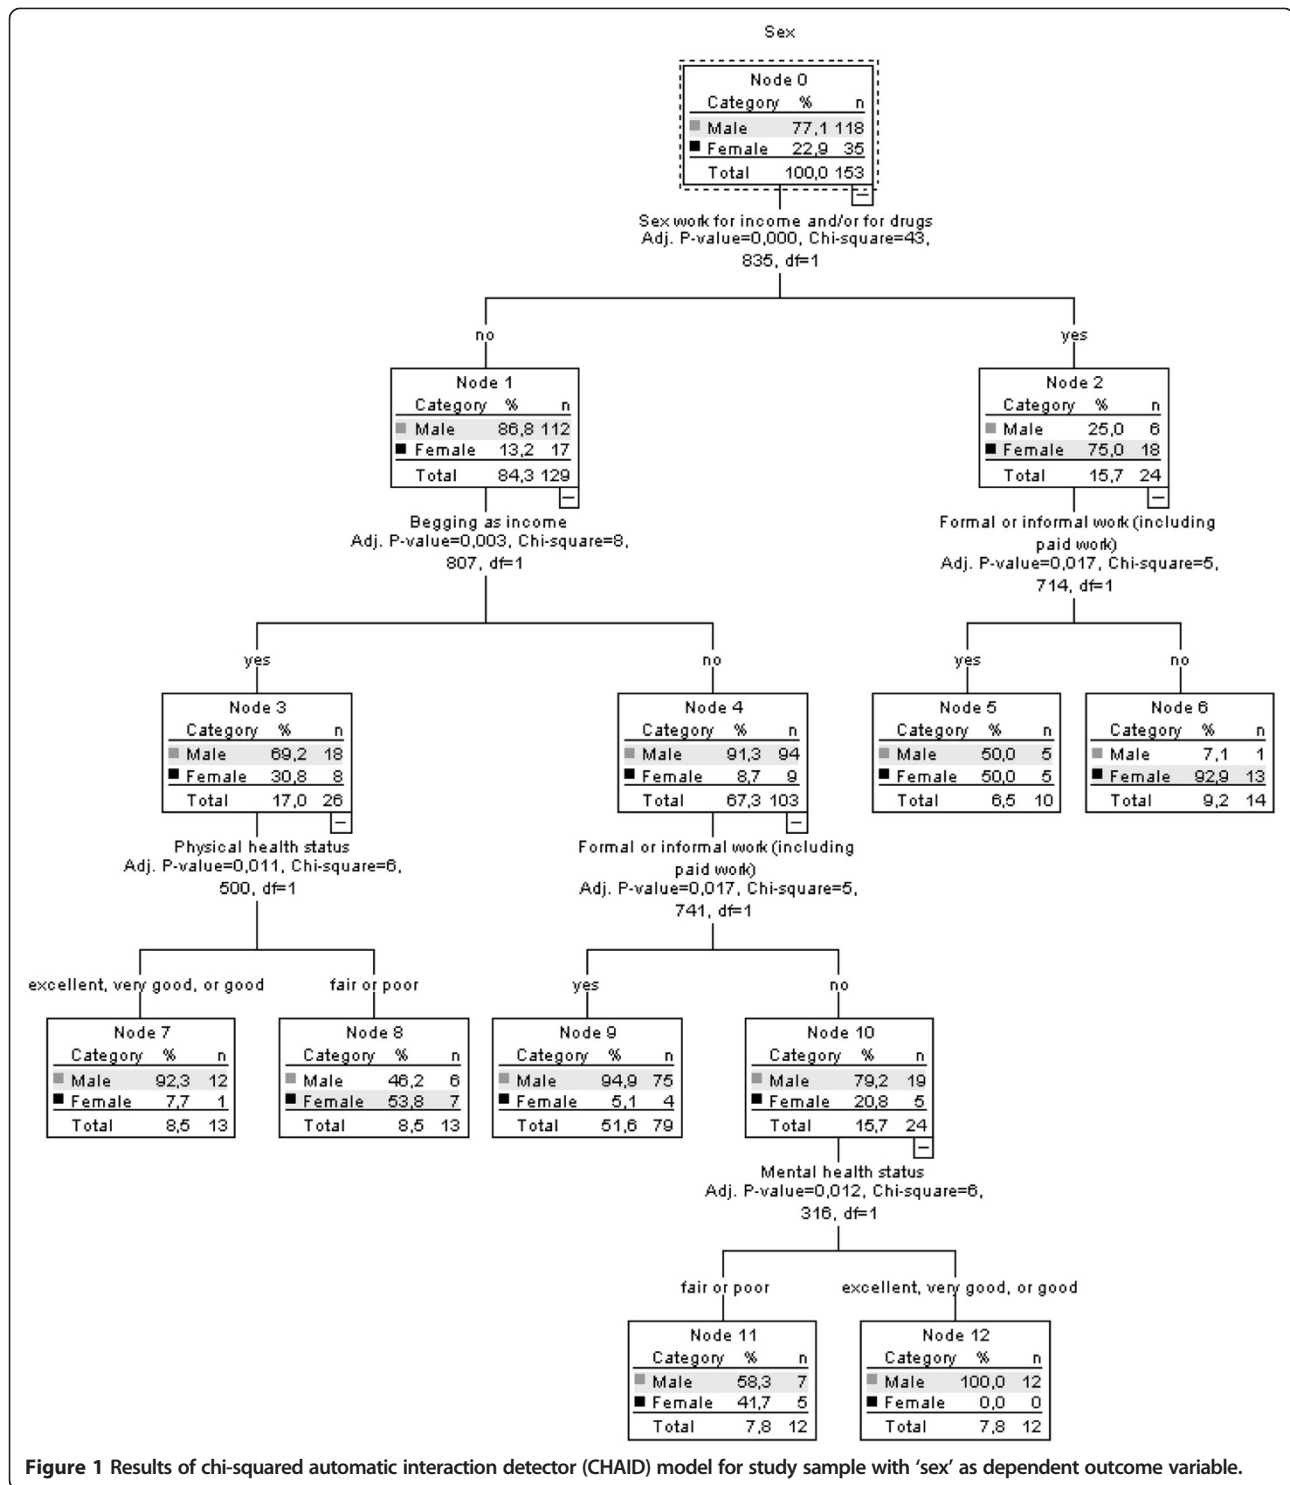 Sex
Node 0
Category % n
Male 77,1 118
Female 22,9 35
Total 100,0 153
Sex work for income and/or for drugs
Adj. P-value=0,000, Chi-square=43,
835, df=1
no
yes
Node 1
Category % n
Male 86,8 112
Female 13,2 17
Total 84,3 129
Node 2
Category % n
Male 25,0 6
Female 75,0 18
Total 15,7 24
Begging as income
Adj. P-value=0,003, Chi-square=8,
807, df=1
Formal or informal work (including
paid work)
Adj. P-value=0,017, Chi-square=5,
714, df=1
yes
no
yes
no
Node 3
Category % n
Male 69,2 18
Female 30,8 8
Total 17,0 26
Node 4
Category % n
Male 91,3 94
Female 8,7 9
Total 67,3 103
Node 5
Category % n
Male 50,0 5
Female 50,0 5
Total 6,5 10
Node 6
Category % n
Male 7,1 1
Female 92,9 13
Total 9,2 14
Physical health status
Adj. P-value=0,011, Chi-square=6,
500, df=1
Formal or informal work (including
paid work)
Adj. P-value=0,017, Chi-square=5,
741, df=1
excellent, very good, or good
fair or poor
yes
no
Node 7
Category % n
Male 92,3 12
Female 7,7 1
Total 8,5 13
Node 8
Category % n
Male 46,2 6
Female 53,8 7
Total 8,5 13
Node 9
Category % n
Male 94,9 75
Female 5,1 4
Total 51,6 79
Node 10
Category % n
Male 79,2 19
Female 20,8 5
Total 15,7 24
Mental health status
Adj. P-value=0,012, Chi-square=6,
316, df=1
fair or poor
excellent, very good, or good
Node 11
Category % n
Male 58,3 7
Female 41,7 5
Total 7,8 12
Node 12
Category % n
Male 100,0 12
Female 0,0 0
Total 7,8 12
Figure 1 Results of chi-squared automatic interaction detector (CHAID) model for study sample with ‘sex’ as dependent outcome variable.